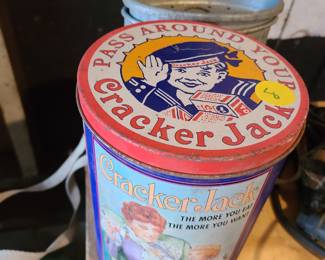 PASS AROUND YOUR
Cracker Jack
Cracker Jack
THE MORE YOU EAT
THE MORE YOU WANT